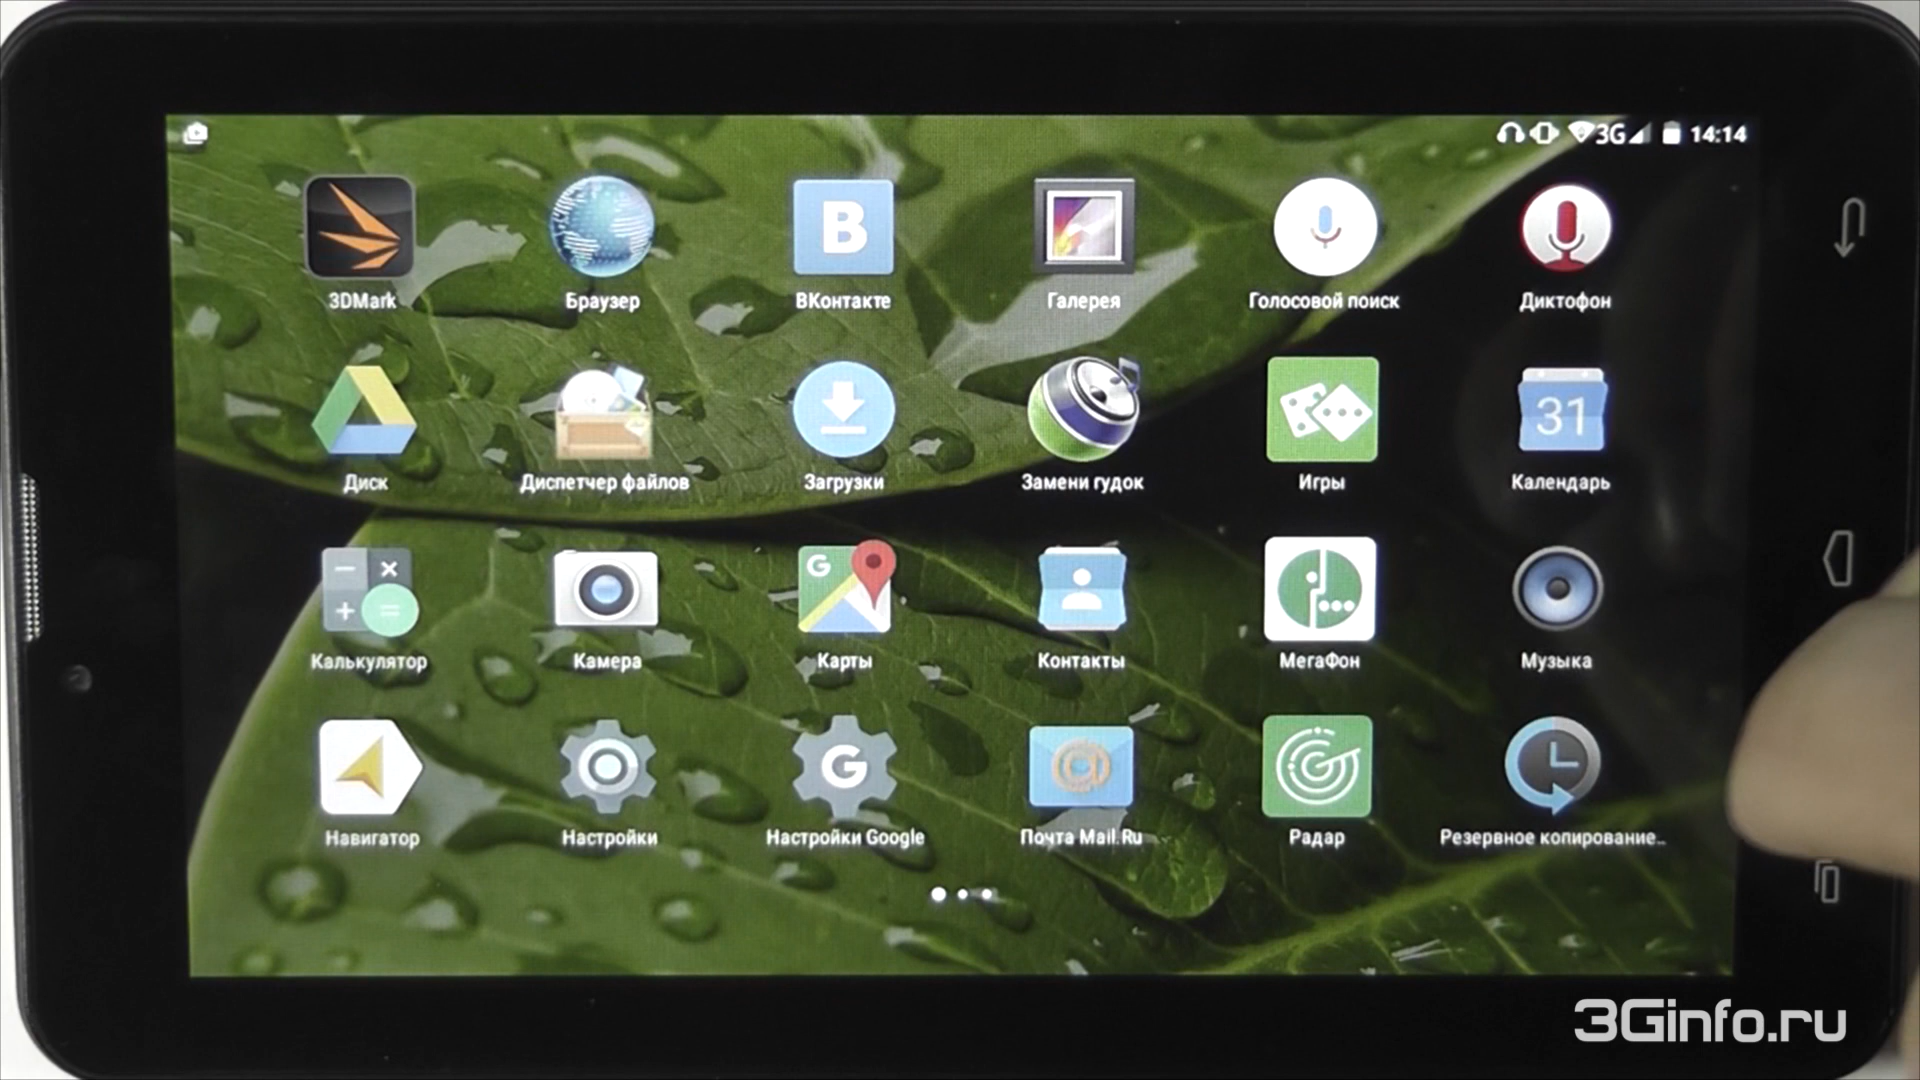 3G 14:14
3DMark Браузер ВКонтакте Галерея Голосовой поиск Диктофон
31
Диск Диспетчер файлов Загрузки Замени гудок Игры Календарь
G
Калькулятор Камера Карты Контакты МегаФон Музыка
G @
Навигатор Настройки Настройки Google Почта Mail.Ru Радар Резервное копирование..
3Ginfo.ru